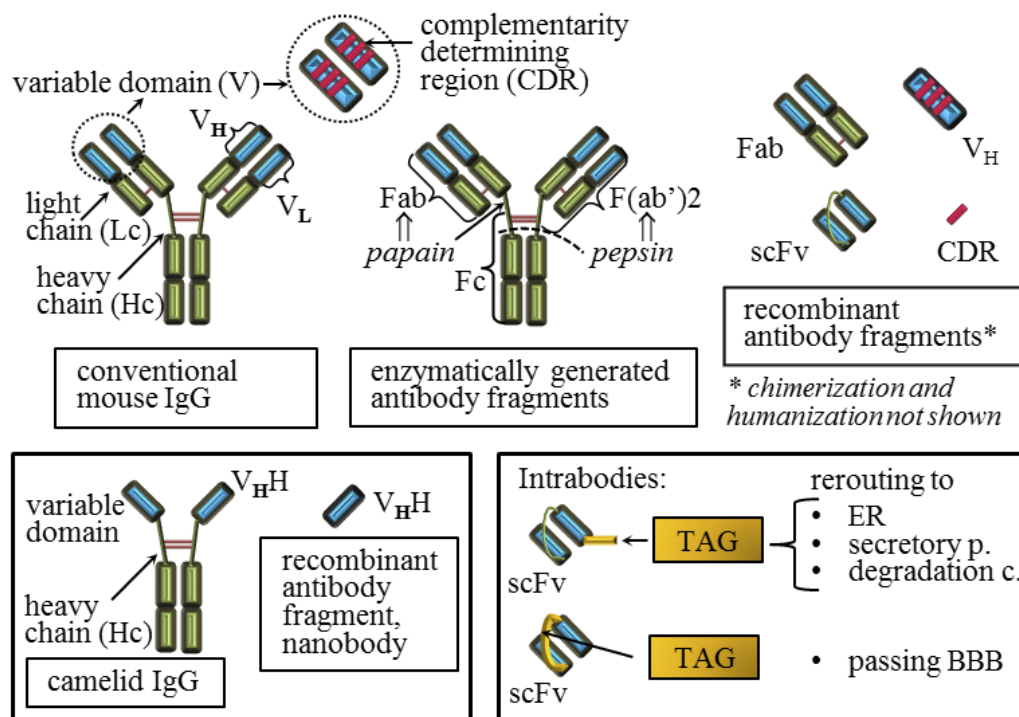 complementarity
determining
region (CDR)
variable domain (V)
VH
VL
light
chain (Lc)
heavy
chain (Hc)
conventional
mouse IgG
Fab
F(ab')2
papain
pepsin
Fc
enzymatically generated
antibody fragments
Fab
VH
scFv
CDR
recombinant
antibody fragments*
* chimerization and
humanization not shown
variable
domain
VHH
VHH
heavy
chain (Hc)
camelid IgG
recombinant
antibody
fragment,
nanobody
Intrabodies:
rerouting to
scFv
TAG
• ER
• secretory p.
• degradation c.
scFv
TAG
• passing BBB